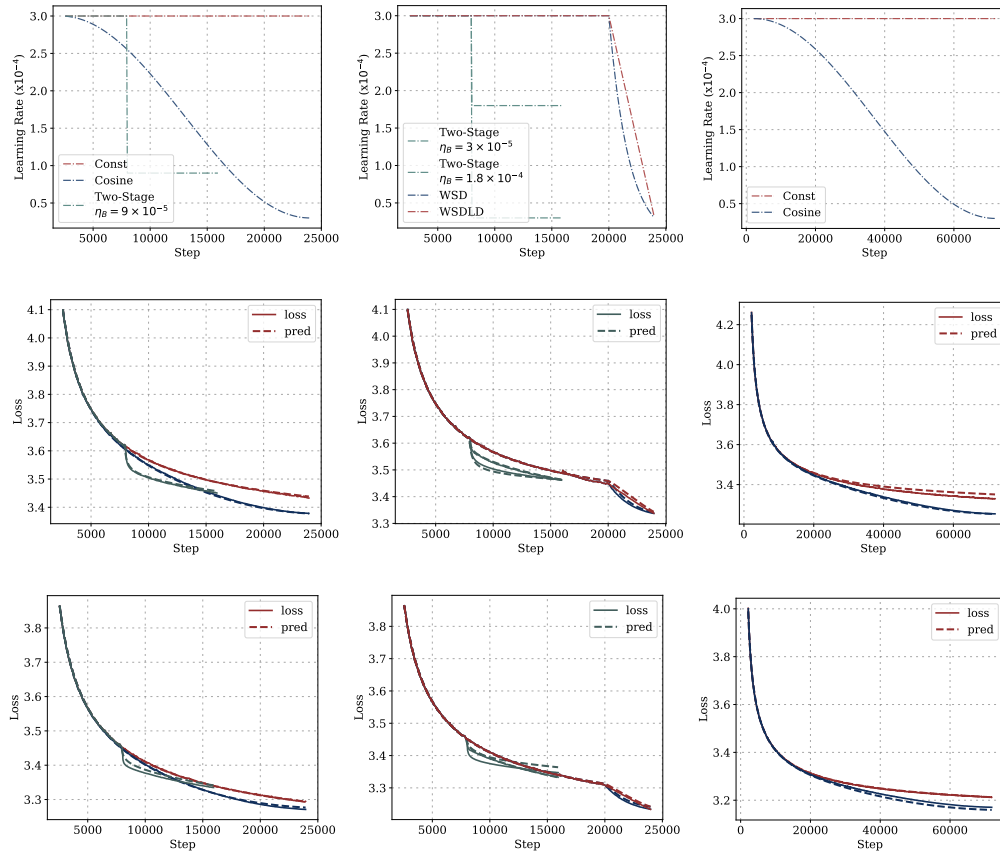 3.0
2.5
2.0
1.5
1.0
0.5
Learning Rate (x10⁻⁴)
Const
Cosine
Two-Stage
η_B = 9 × 10⁻⁵
5000 10000 15000 20000 25000
Step
3.0
2.5
2.0
1.5
1.0
0.5
Learning Rate (x10⁻⁴)
Two-Stage
η_B = 3 × 10⁻⁵
Two-Stage
η_B = 1.8 × 10⁻⁴
WSD
WSDLD
5000 10000 15000 20000 25000
Step
3.0
2.5
2.0
1.5
1.0
0.5
Learning Rate (x10⁻⁴)
Const
Cosine
0 20000 40000 60000
Step
4.1
4.0
3.9
3.8
3.7
3.6
3.5
3.4
Loss
loss
pred
5000 10000 15000 20000 25000
Step
4.1
4.0
3.9
3.8
3.7
3.6
3.5
3.4
3.3
Loss
loss
pred
5000 10000 15000 20000 25000
Step
4.2
4.0
3.8
3.6
3.4
Loss
loss
pred
0 20000 40000 60000
Step
3.8
3.7
3.6
3.5
3.4
3.3
Loss
loss
pred
5000 10000 15000 20000 25000
Step
3.8
3.7
3.6
3.5
3.4
3.3
Loss
loss
pred
5000 10000 15000 20000 25000
Step
4.0
3.8
3.6
3.4
3.2
Loss
loss
pred
0 20000 40000 60000
Step